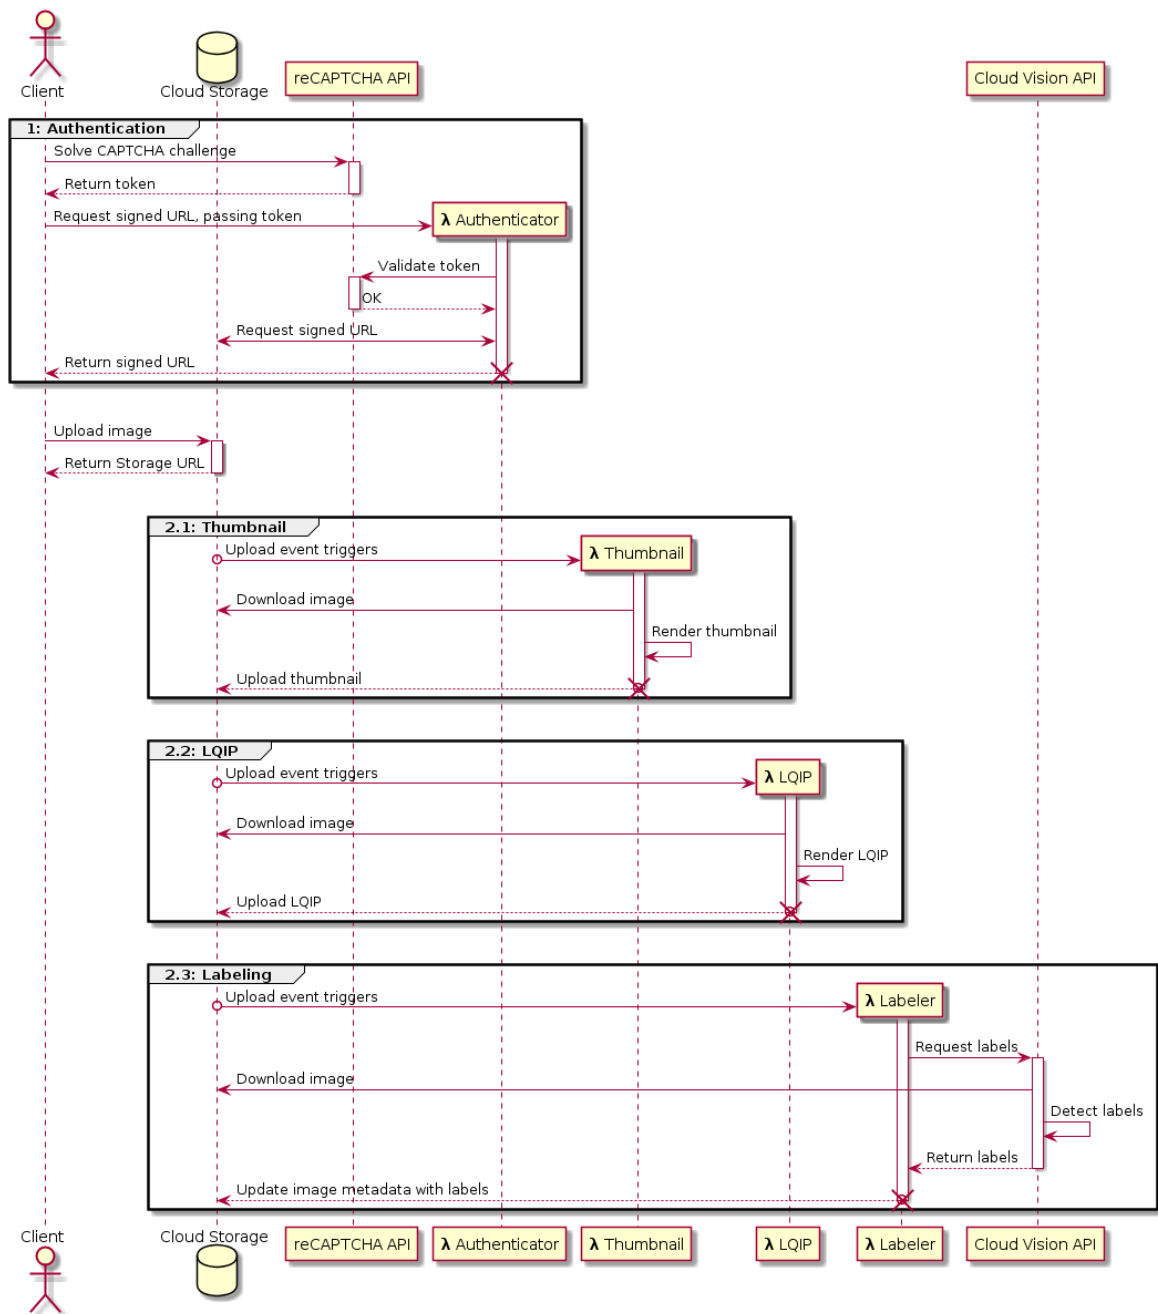 Client
Cloud Storage
reCAPTCHA API
Cloud Vision API
1: Authentication
Solve CAPTCHA challenge
Return token
Request signed URL, passing token
λ Authenticator
Validate token
OK
Request signed URL
Return signed URL
Upload image
Return Storage URL
2.1: Thumbnail
Upload event triggers
λ Thumbnail
Download image
Render thumbnail
Upload thumbnail
2.2: LQIP
Upload event triggers
λ LQIP
Download image
Render LQIP
Upload LQIP
2.3: Labeling
Upload event triggers
λ Labeler
Request labels
Download image
Detect labels
Return labels
Update image metadata with labels
Client
Cloud Storage
reCAPTCHA API
λ Authenticator
λ Thumbnail
λ LQIP
λ Labeler
Cloud Vision API